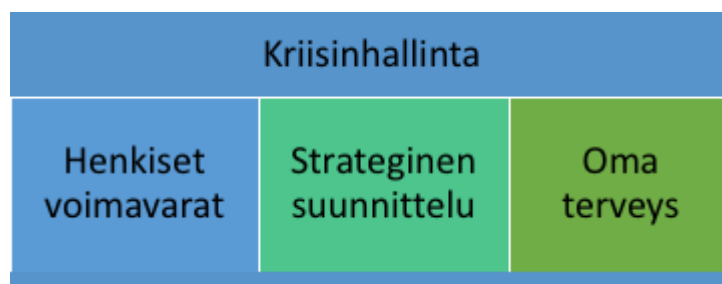 Kriisinhallinta
Henkiset
voimavarat
Strateginen
suunnittelu
Oma
terveys